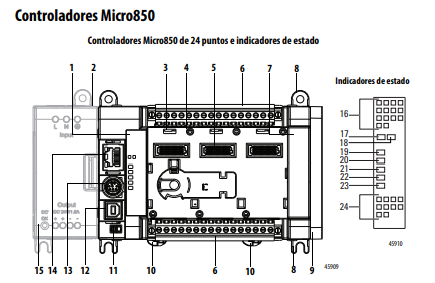 Controladores Micro850
Controladores Micro850 de 24 puntos e indicadores de estado
1 2 3 4 5 6 7 8
Indicadores de estado
L N
Input
16
17
18
19
20
21
22
23
24
14
13
Output
15 14 13 12 11 10 6 10 8 9
45909
45910